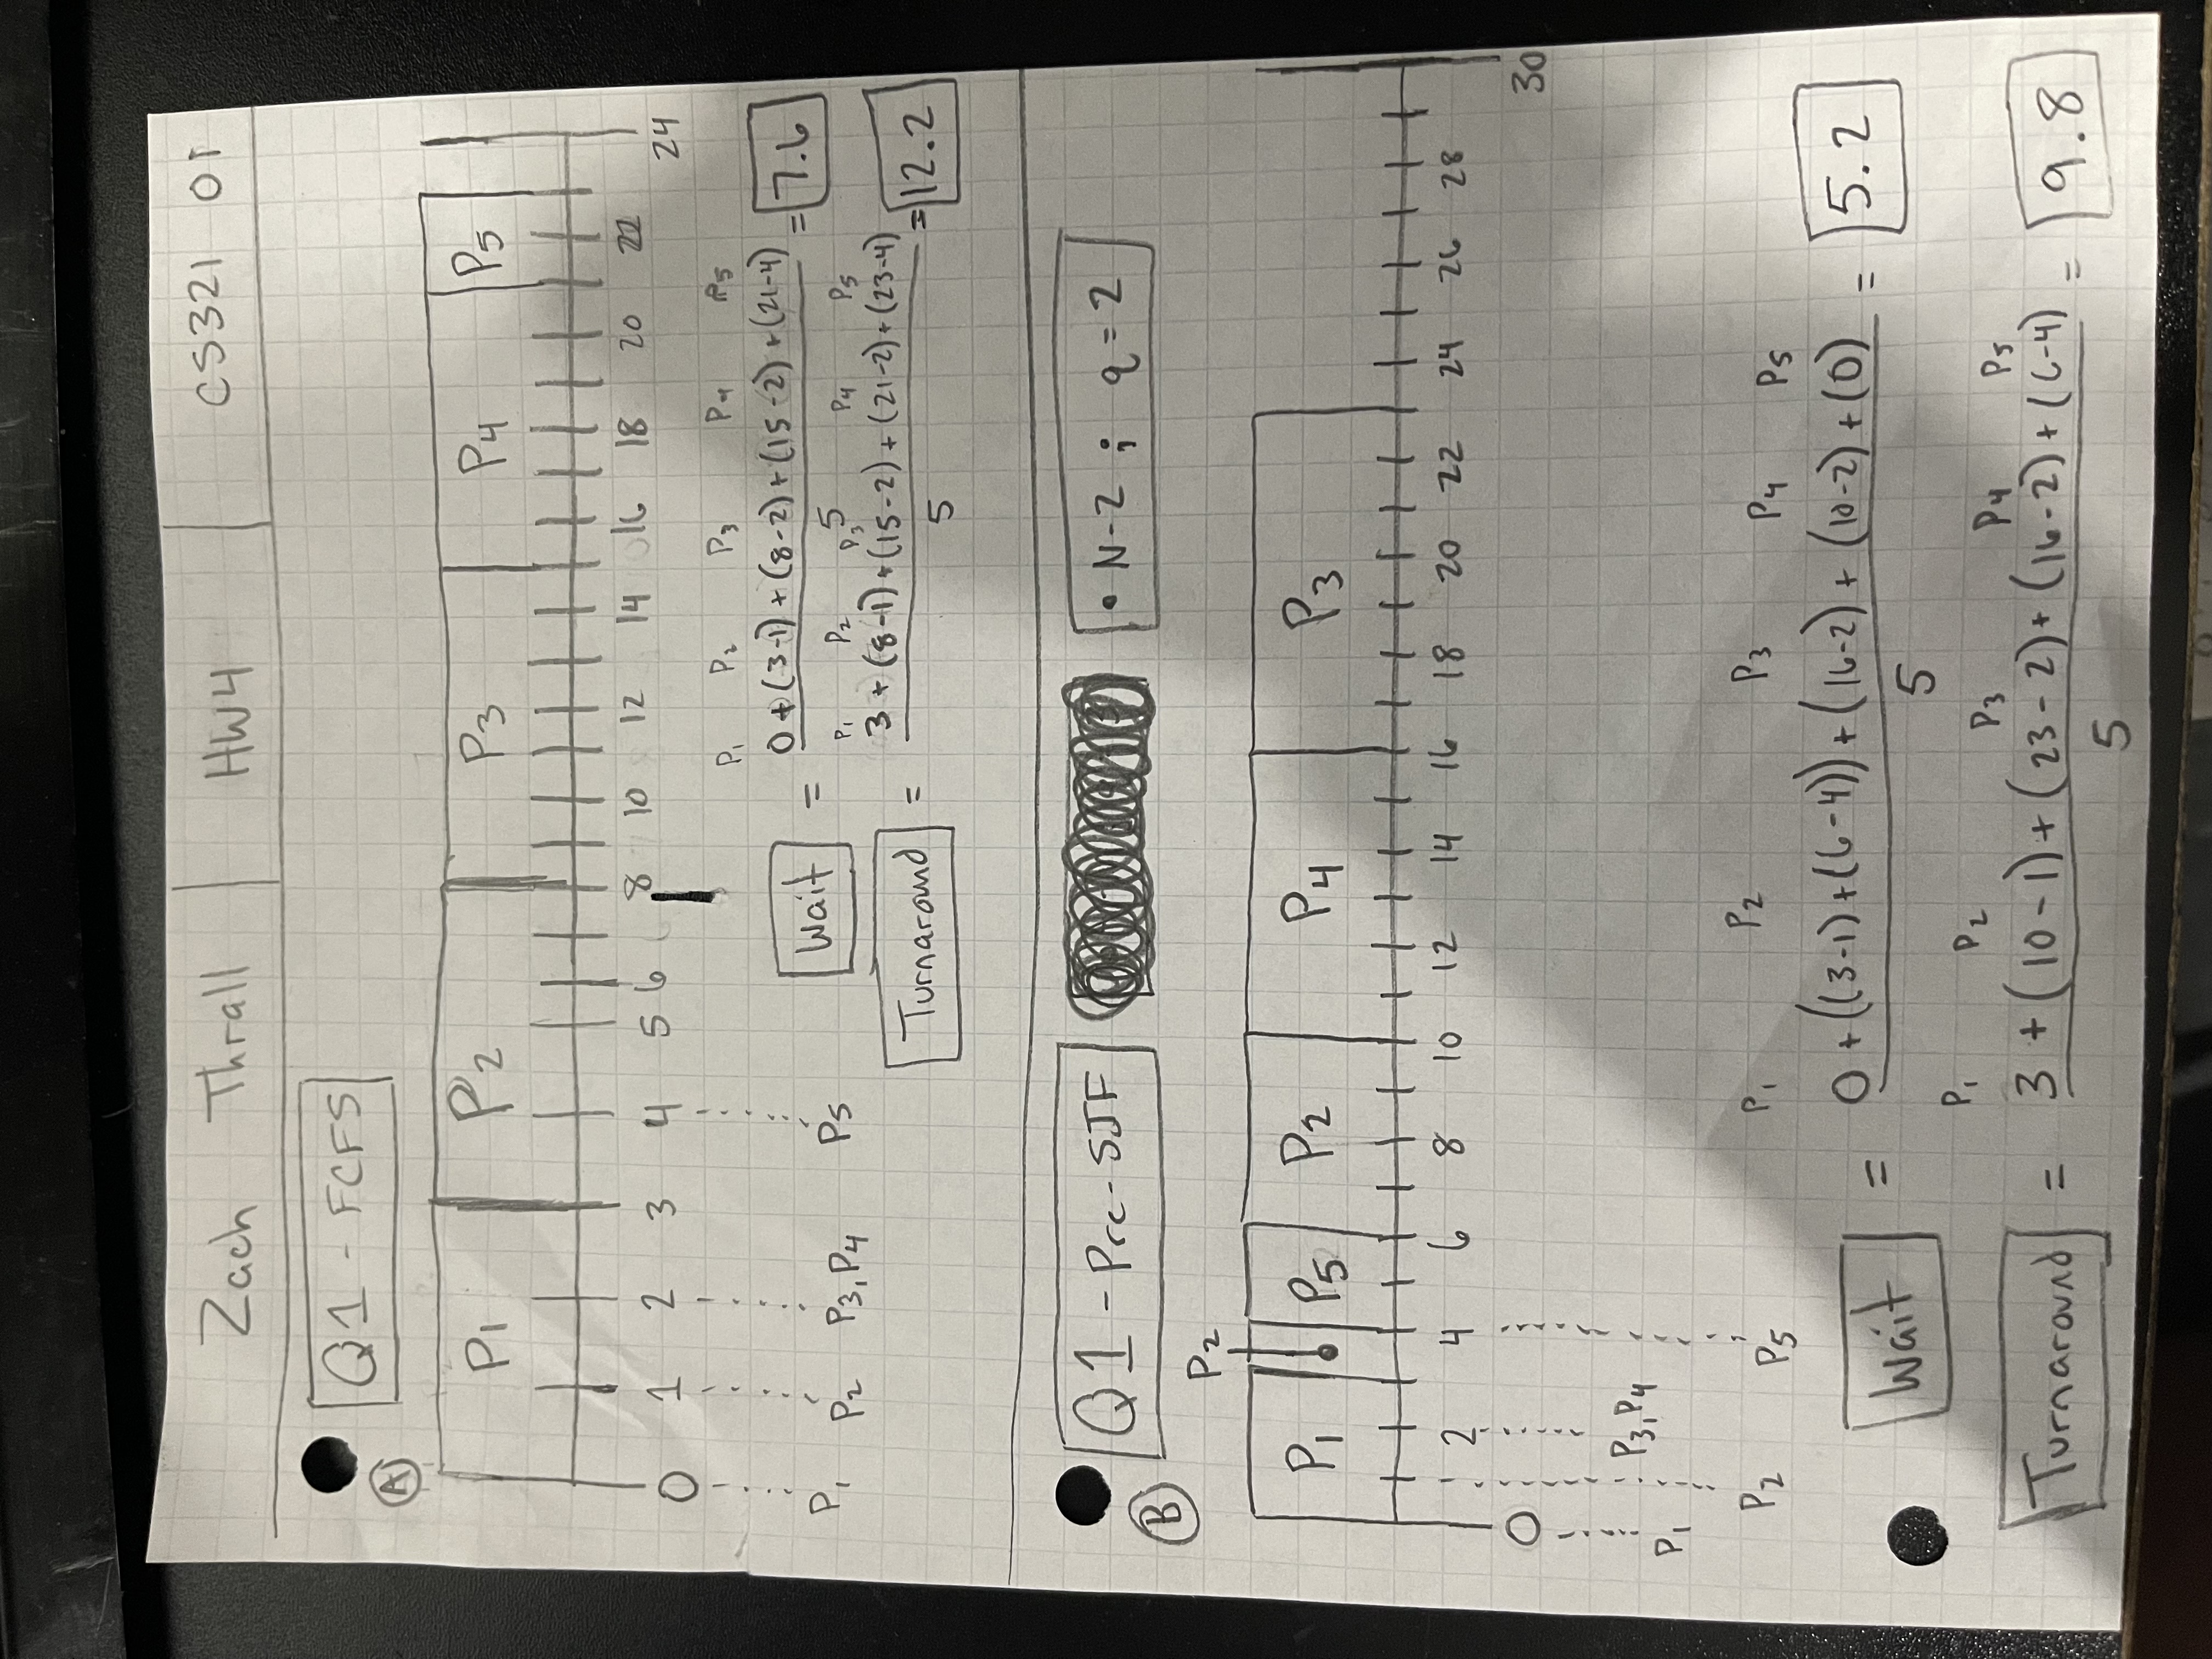 Zach Thrall | HW4 | CS321 01
A
Q1 - FCFS
P1 P2 P3 P4 P5
0 1 2 3 4 5 6 8 10 12 14 16 18 20 22 24
P1 P2 P3,P4 P5
P1 P2 P3 P4 P5
Wait = 0 + (3-1) + (8-2) + (15-2) + (21-4) / 5 = 7.6
P1 P2 P3 P4 P5
Turnaround = 3 + (8-1) + (15-2) + (21-2) + (23-4) / 5 = 12.2
B
Q1 - Pre-SJF • N-2 ; q=2
P2
P1 P5 P2 P4 P3
0 1 2 4 6 8 10 12 14 16 18 20 22 24 26 28 30
P1 P2 P3,P4 P5
P1 P2 P3 P4 P5
Wait = 0 + ((3-1) + (6-4)) + (16-2) + (10-2) + (0) / 5 = 5.2
P1 P2 P3 P4 P5
Turnaround = 3 + (10-1) + (23-2) + (16-2) + (6-4) / 5 = 9.8